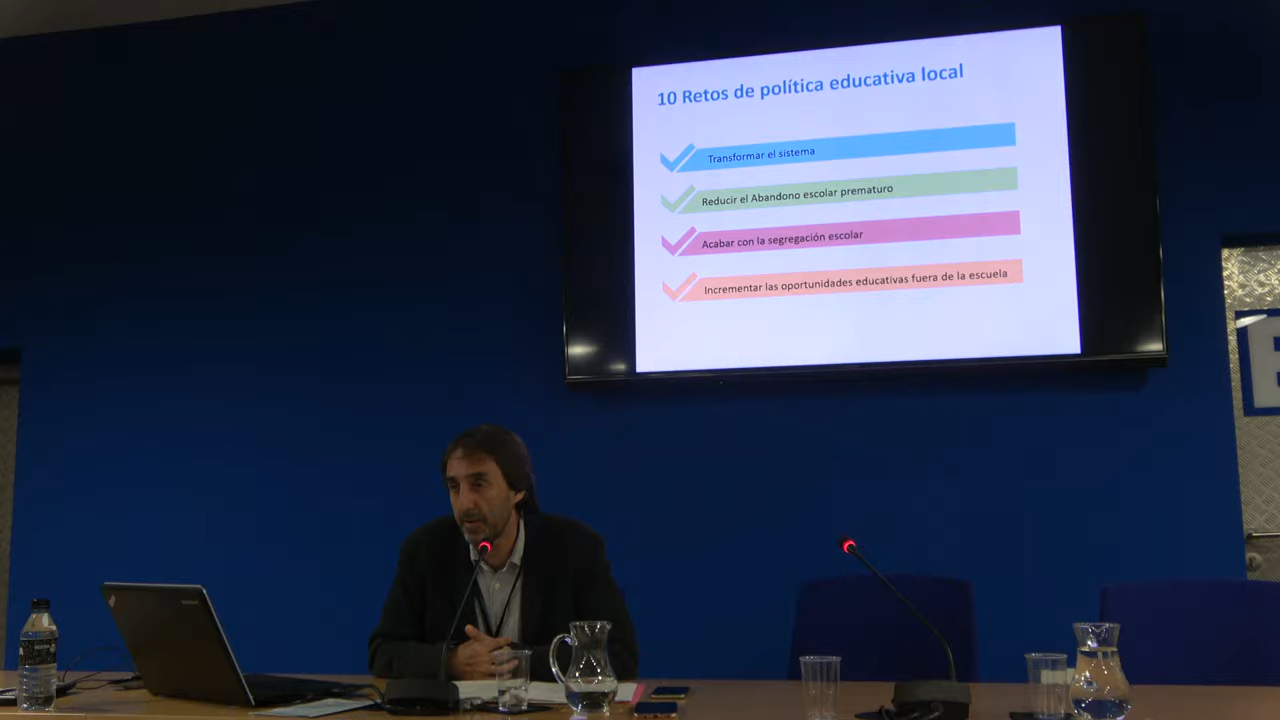 10 Retos de política educativa local
Transformar el sistema
Reducir el Abandono escolar prematuro
Acabar con la segregación escolar
Incrementar las oportunidades educativas fuera de la escuela